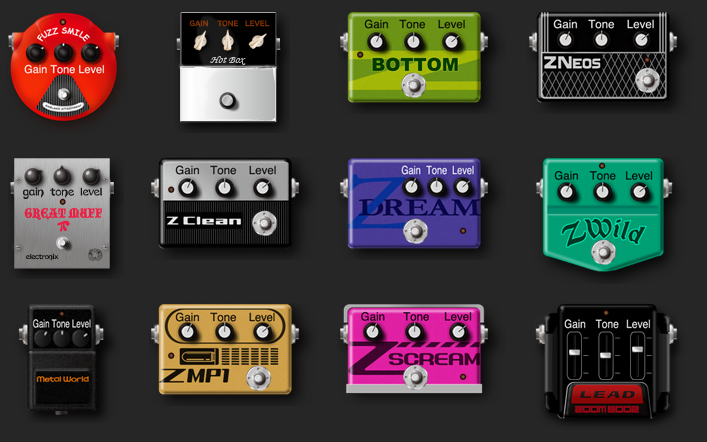 FUZZ SMILE
Gain Tone Level
GAIN TONE LEVEL
Hot Box
Gain Tone Level
BOTTOM
Gain Tone Level
ZNEOS
gain tone level
GREAT MUFF
π
electronix
Gain Tone Level
Z Clean
Gain Tone Level
Z DREAM
Gain Tone Level
ZWild
Gain Tone Level
Metal World
Gain Tone Level
Z MP1
Gain Tone Level
Z SCREAM
Gain Tone Level
LEAD